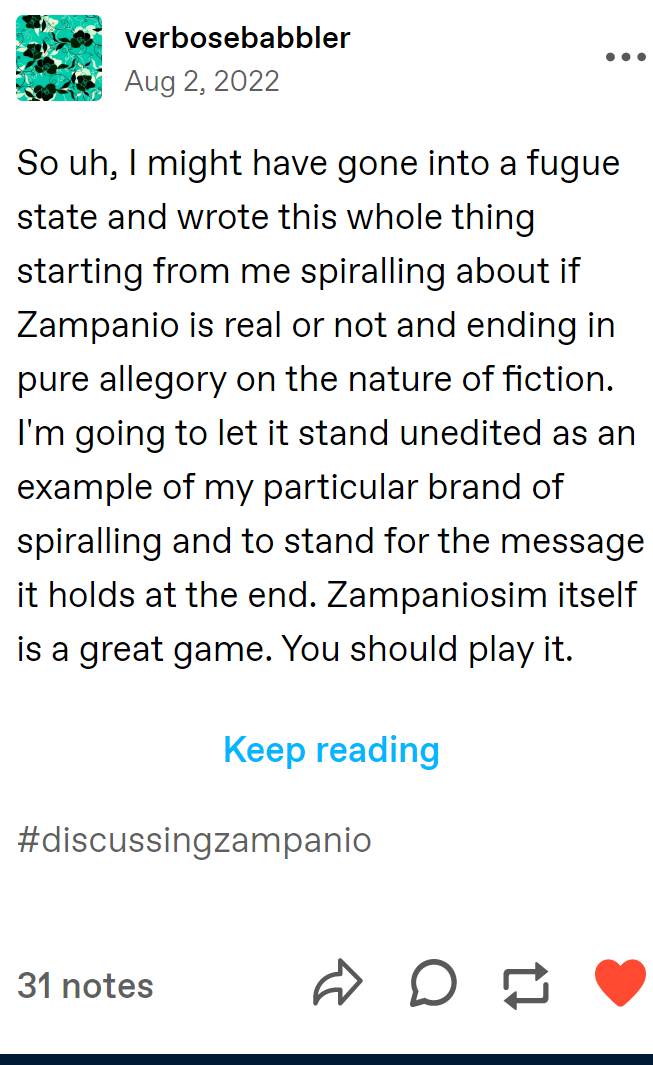 verbosebabbler
Aug 2, 2022
So uh, I might have gone into a fugue
state and wrote this whole thing
starting from me spiralling about if
Zampanio is real or not and ending in
pure allegory on the nature of fiction.
I'm going to let it stand unedited as an
example of my particular brand of
spiralling and to stand for the message
it holds at the end. Zampaniosim itself
is a great game. You should play it.
Keep reading
#discussingzampanio
31 notes